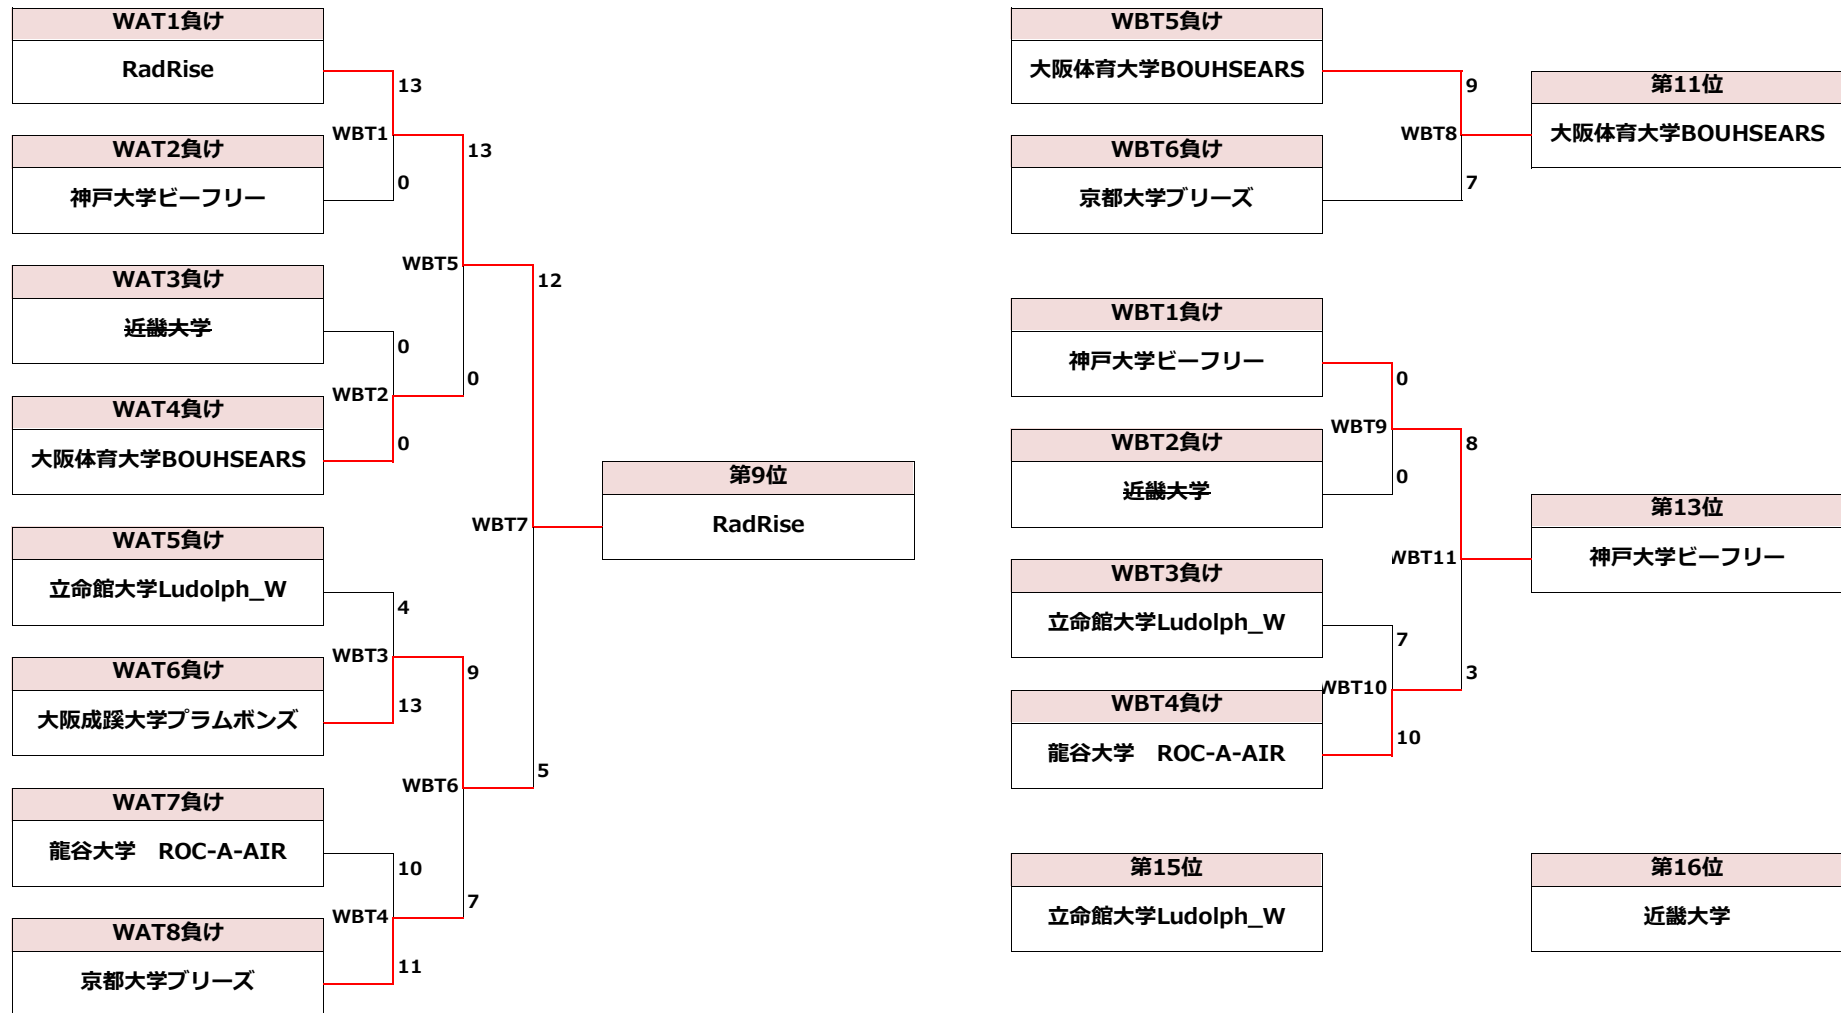 WAT1負け
RadRise
13
WBT1
WAT2負け
13
0
神戸大学ビーフリー
WAT3負け
WBT5
12
近畿大学
0
WBT2
0
WAT4負け
0
大阪体育大学BOUHSEARS
第9位
WBT7
RadRise
WAT5負け
立命館大学Ludolph_W
4
WBT3
WAT6負け
9
13
大阪成蹊大学プラムボンズ
WBT6
5
WAT7負け
龍谷大学　ROC-A-AIR
10
7
WBT4
WAT8負け
11
京都大学ブリーズ
WBT5負け
大阪体育大学BOUHSEARS
9
第11位
WBT8
大阪体育大学BOUHSEARS
WBT6負け
7
京都大学ブリーズ
WBT1負け
神戸大学ビーフリー
0
WBT9
WBT2負け
8
0
近畿大学
第13位
WBT11
神戸大学ビーフリー
WBT3負け
立命館大学Ludolph_W
7
3
WBT10
WBT4負け
10
龍谷大学　ROC-A-AIR
第15位
立命館大学Ludolph_W
第16位
近畿大学